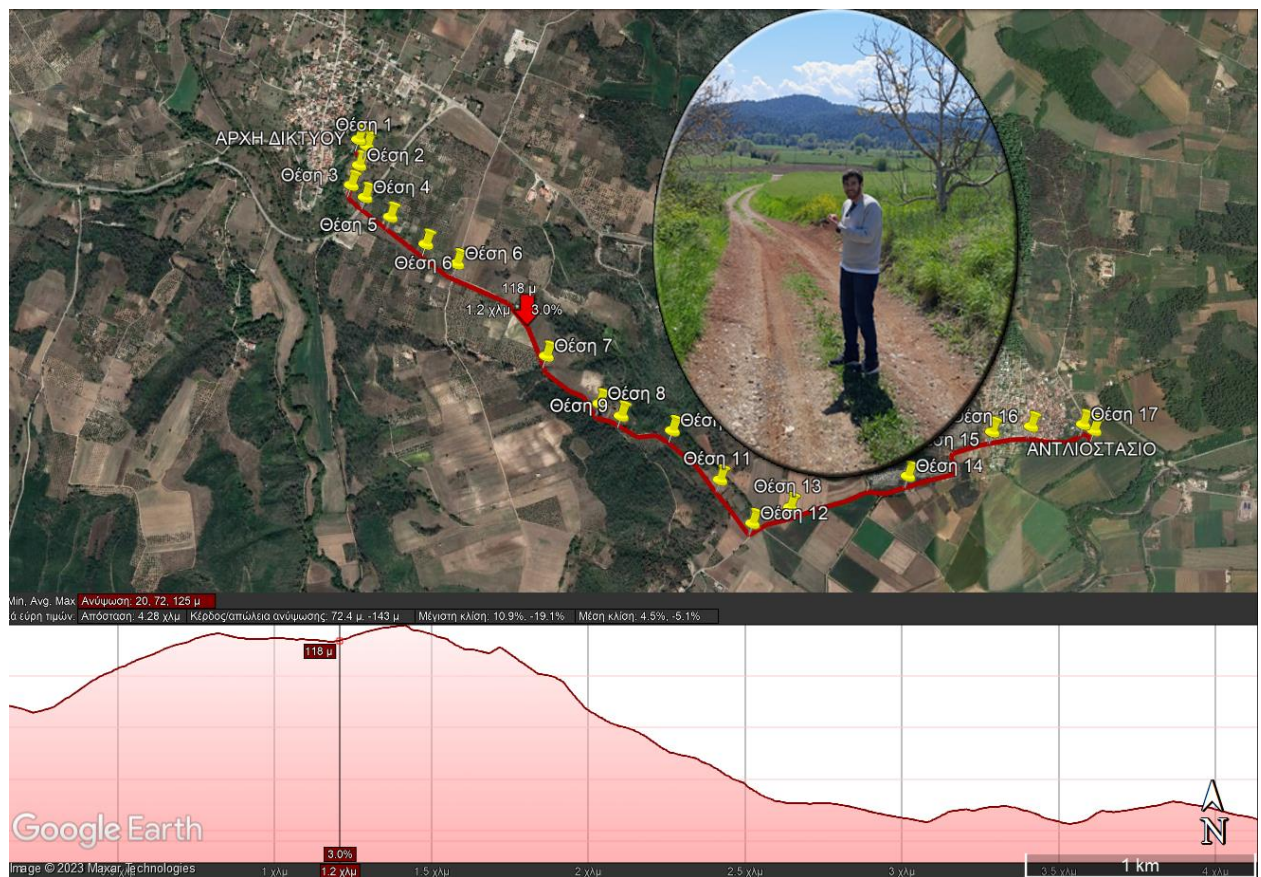 Θέση 1
ΑΡΧΗ ΔΙΚΤΥΟΥ
Θέση 2
Θέση 3
Θέση 4
Θέση 5
Θέση 6
Θέση 6
118 μ
1.2 χλμ
3.0%
Θέση 7
Θέση 8
Θέση 9
Θέση 11
Θέση 13
Θέση 12
Θέση 14
15
16
Θέση 17
ΑΝΤΛΙΟΣΤΑΣΙΟ
Min, Avg. Max Ανύψωση: 20, 72, 125 μ
εύρη τιμών: Απόσταση: 4.28 χλμ Κέρδος/απώλεια ανύψωσης: 72.4 μ. -143 μ Μέγιστη κλίση: 10.9%. -19.1% Μέση κλίση: 4.5%, -5.1%
118 μ
Google Earth
N
3.0%
Image © 2023 Maxar Technologies
1 χλμ 1.2 χλμ 1.5 χλμ 2 χλμ 2.5 χλμ 3 χλμ 3.5 χλμ 4 χλμ
1 km